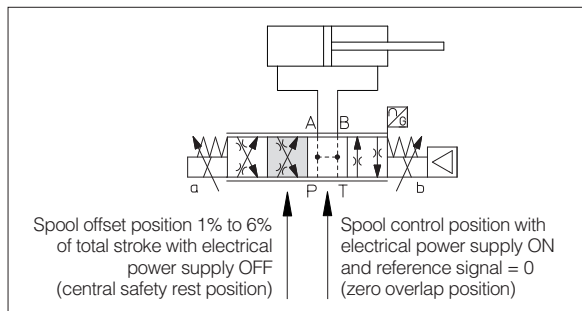 A B
a
P T
b
Spool offset position 1% to 6%
of total stroke with electrical
power supply OFF
(central safety rest position)
Spool control position with
electrical power supply ON
and reference signal = 0
(zero overlap position)